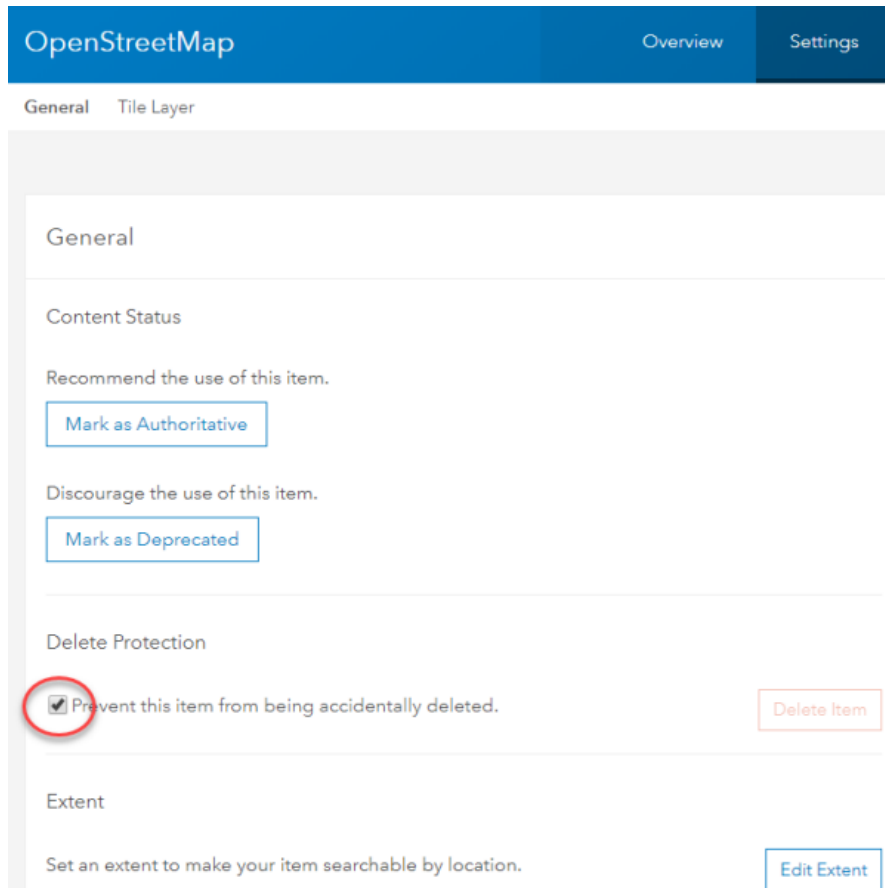 OpenStreetMap Overview Settings
General Tile Layer
General
Content Status
Recommend the use of this item.
Mark as Authoritative
Discourage the use of this item.
Mark as Deprecated
Delete Protection
Prevent this item from being accidentally deleted. Delete Item
Extent
Set an extent to make your item searchable by location. Edit Extent